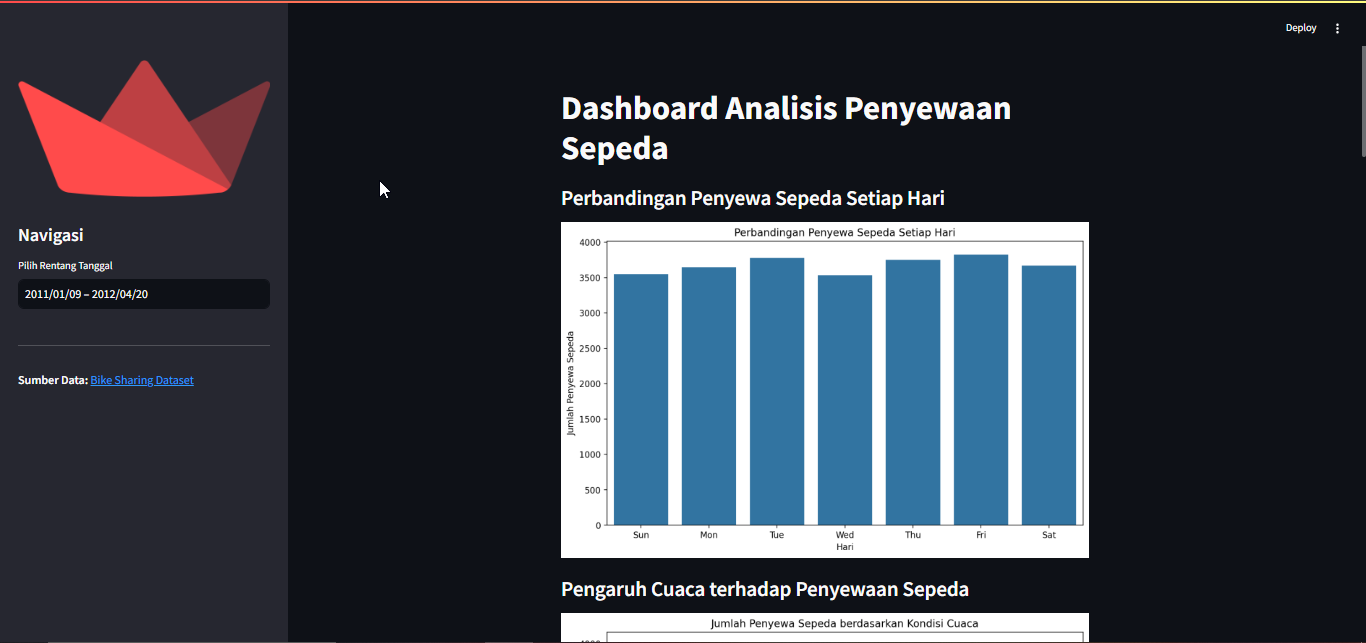 Deploy
Navigasi
Pilih Rentang Tanggal
2011/01/09 – 2012/04/20
Sumber Data: Bike Sharing Dataset
Dashboard Analisis Penyewaan
Sepeda
Perbandingan Penyewa Sepeda Setiap Hari
Perbandingan Penyewa Sepeda Setiap Hari
Jumlah Penyewa Sepeda
4000
3500
3000
2500
2000
1500
1000
500
0
Sun Mon Tue Wed Thu Fri Sat
Hari
Pengaruh Cuaca terhadap Penyewaan Sepeda
Jumlah Penyewa Sepeda berdasarkan Kondisi Cuaca